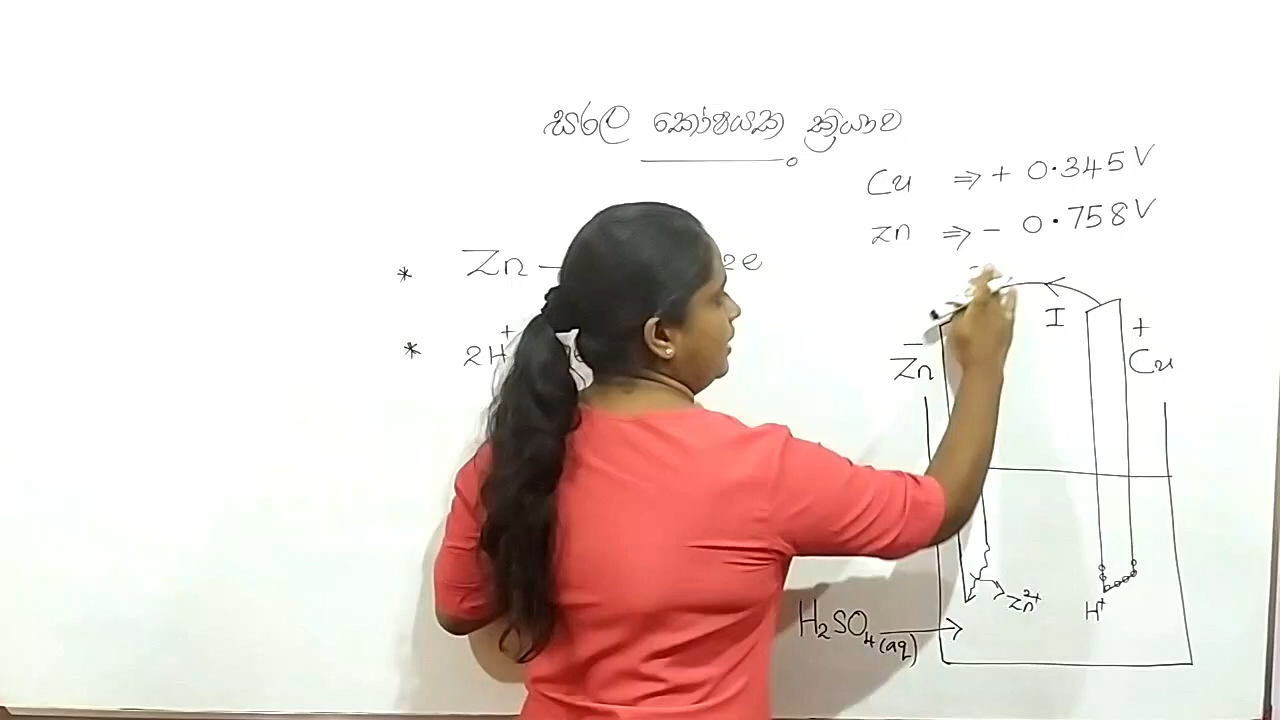 සරල කෝෂයක ක්‍රියාව
Cu ⇒ + 0.345 V
Zn ⇒ - 0.758 V
* Zn — 2e
* 2H⁺
I
+
Cu
-
Zn
Zn²⁺
H⁺
H₂SO₄(aq) →